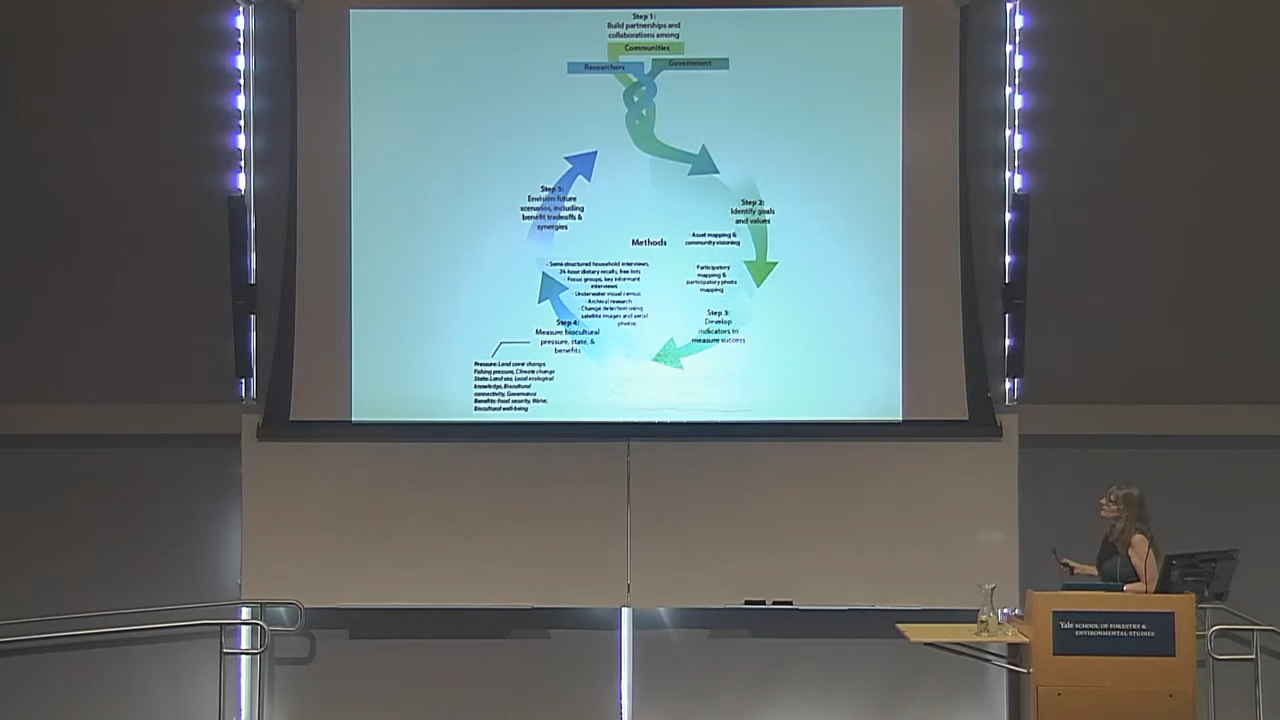 Step 1:
Build partnerships and
collaborations among
Communities
Researchers
Government
Step 2:
Identify goals
and values
- Asset mapping &
community visioning
- Participatory
mapping &
participatory photo
mapping
Step 3:
Develop
indicators to
measure success
Methods
- Semi-structured household interviews,
24-hour dietary recalls, free lists
- Focus groups, key informant
interviews
- Underwater visual census
- Archival research
- Change detection using
satellite images and aerial
photos
Step 4:
Measure biocultural
pressure, state, &
benefits
Pressure: Land cover change,
Fishing pressure, Climate change
State: Land use, Local ecological
knowledge, Biocultural
connectivity, Governance
Benefits: Food security, Water,
Biocultural well-being
Step 5:
Envision future
scenarios, including
benefit tradeoffs &
synergies
Yale SCHOOL OF FORESTRY &
ENVIRONMENTAL STUDIES